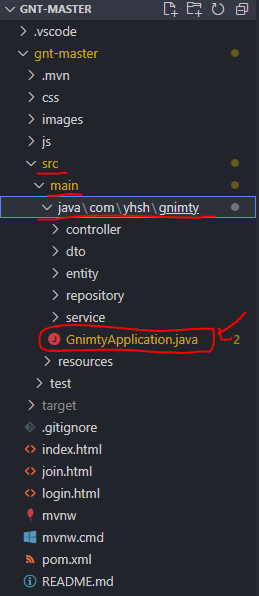 GNT-MASTER
.vscode
gnt-master
.mvn
css
images
js
src
main
java\com\yhsh\gnimty
controller
dto
entity
repository
service
J GnimtyApplication.java 2
resources
test
target
.gitignore
<> index.html
<> join.html
<> login.html
mvnw
mvnw.cmd
pom.xml
README.md